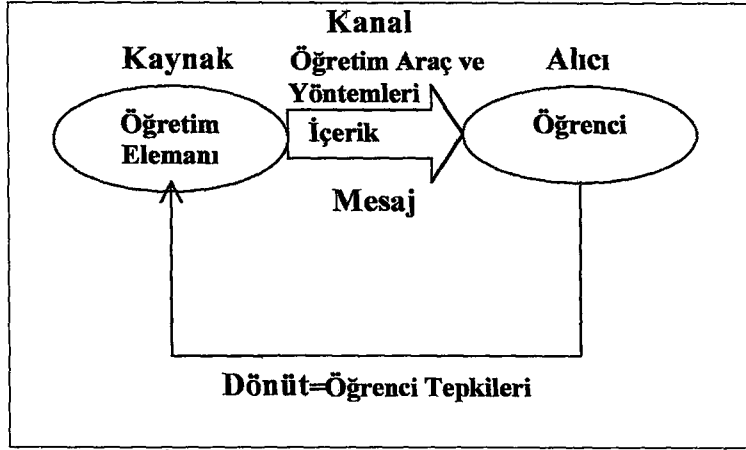 Kanal
Kaynak
Öğretim Araç ve
Yöntemleri
Alıcı
Öğretim
Elemanı
İçerik
Öğrenci
Mesaj
Dönüt=Öğrenci Tepkileri